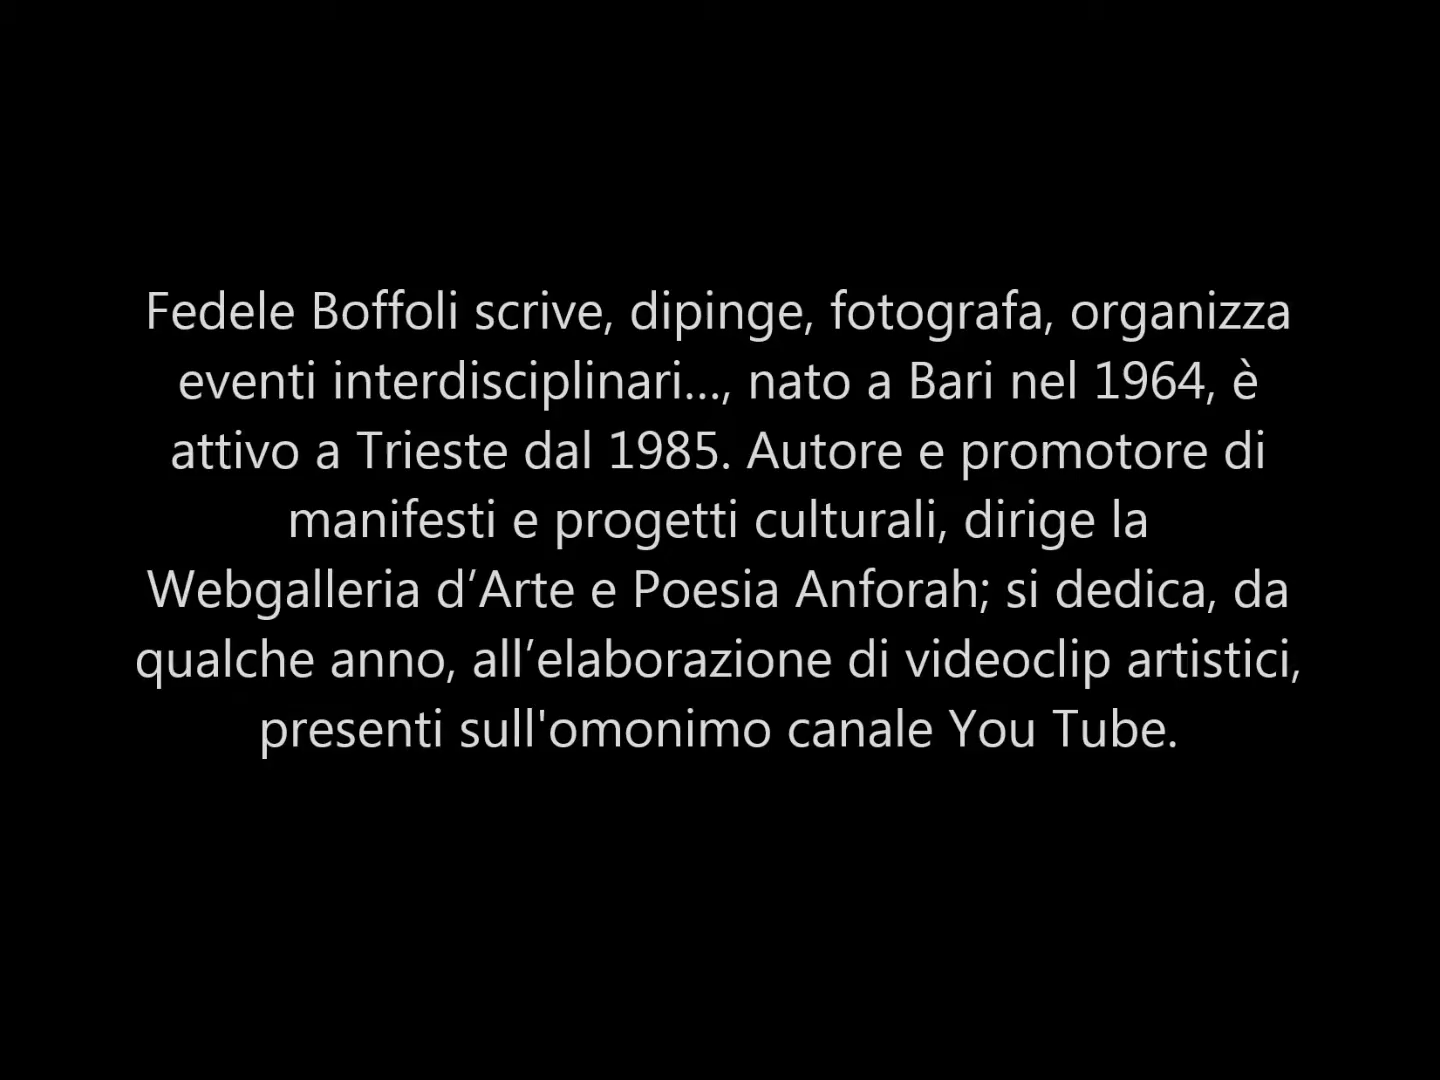 Fedele Boffoli scrive, dipinge, fotografa, organizza
eventi interdisciplinari..., nato a Bari nel 1964, è
attivo a Trieste dal 1985. Autore e promotore di
manifesti e progetti culturali, dirige la
Webgalleria d’Arte e Poesia Anforah; si dedica, da
qualche anno, all’elaborazione di videoclip artistici,
presenti sull'omonimo canale You Tube.